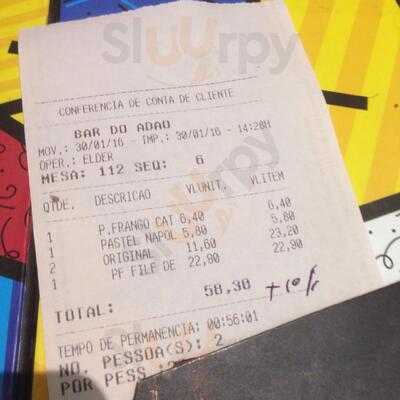 Sluurpy
CONFERENCIA DE CONTA DE CLIENTE
BAR DO ADAO
MOV.: 30/01/16 - IMP.: 30/01/16 - 14:20H
OPER.: ELDER
MESA: 112 SEQ: 6
QTDE. DESCRICAO VLUNIT. VLITEM
1 P.FRANGO CAT 6,40 6,40
1 PASTEL NAPOL 5,80 5,80
2 ORIGINAL 11,60 23,20
1 PF FILF DE 22,90 22,90
TOTAL: 58,30 + 10%
TEMPO DE PERMANENCIA: 00:56:01
NO. PESSOA(S): 2
POR PESS